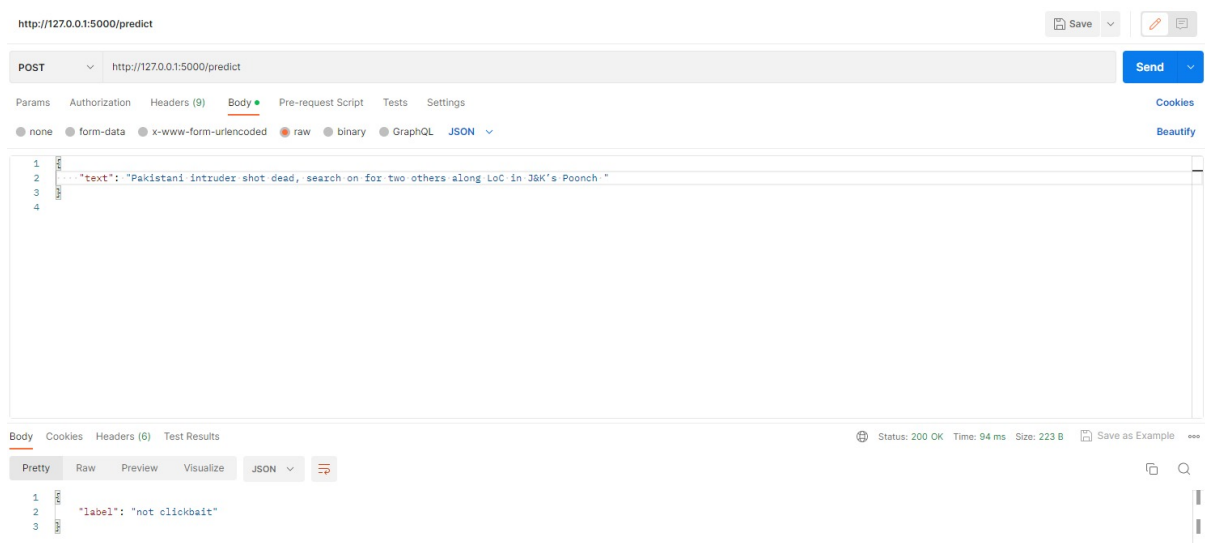 http://127.0.0.1:5000/predict Save
POST http://127.0.0.1:5000/predict Send
Params Authorization Headers (9) Body Pre-request Script Tests Settings Cookies
none form-data x-www-form-urlencoded raw binary GraphQL JSON Beautify
1 {
2 "text": "Pakistani intruder shot dead, search on for two others along LoC in J&K's Poonch "
3 }
4
Body Cookies Headers (6) Test Results Status: 200 OK Time: 94 ms Size: 223 B Save as Example
Pretty Raw Preview Visualize JSON
1 {
2 "label": "not clickbait"
3 }